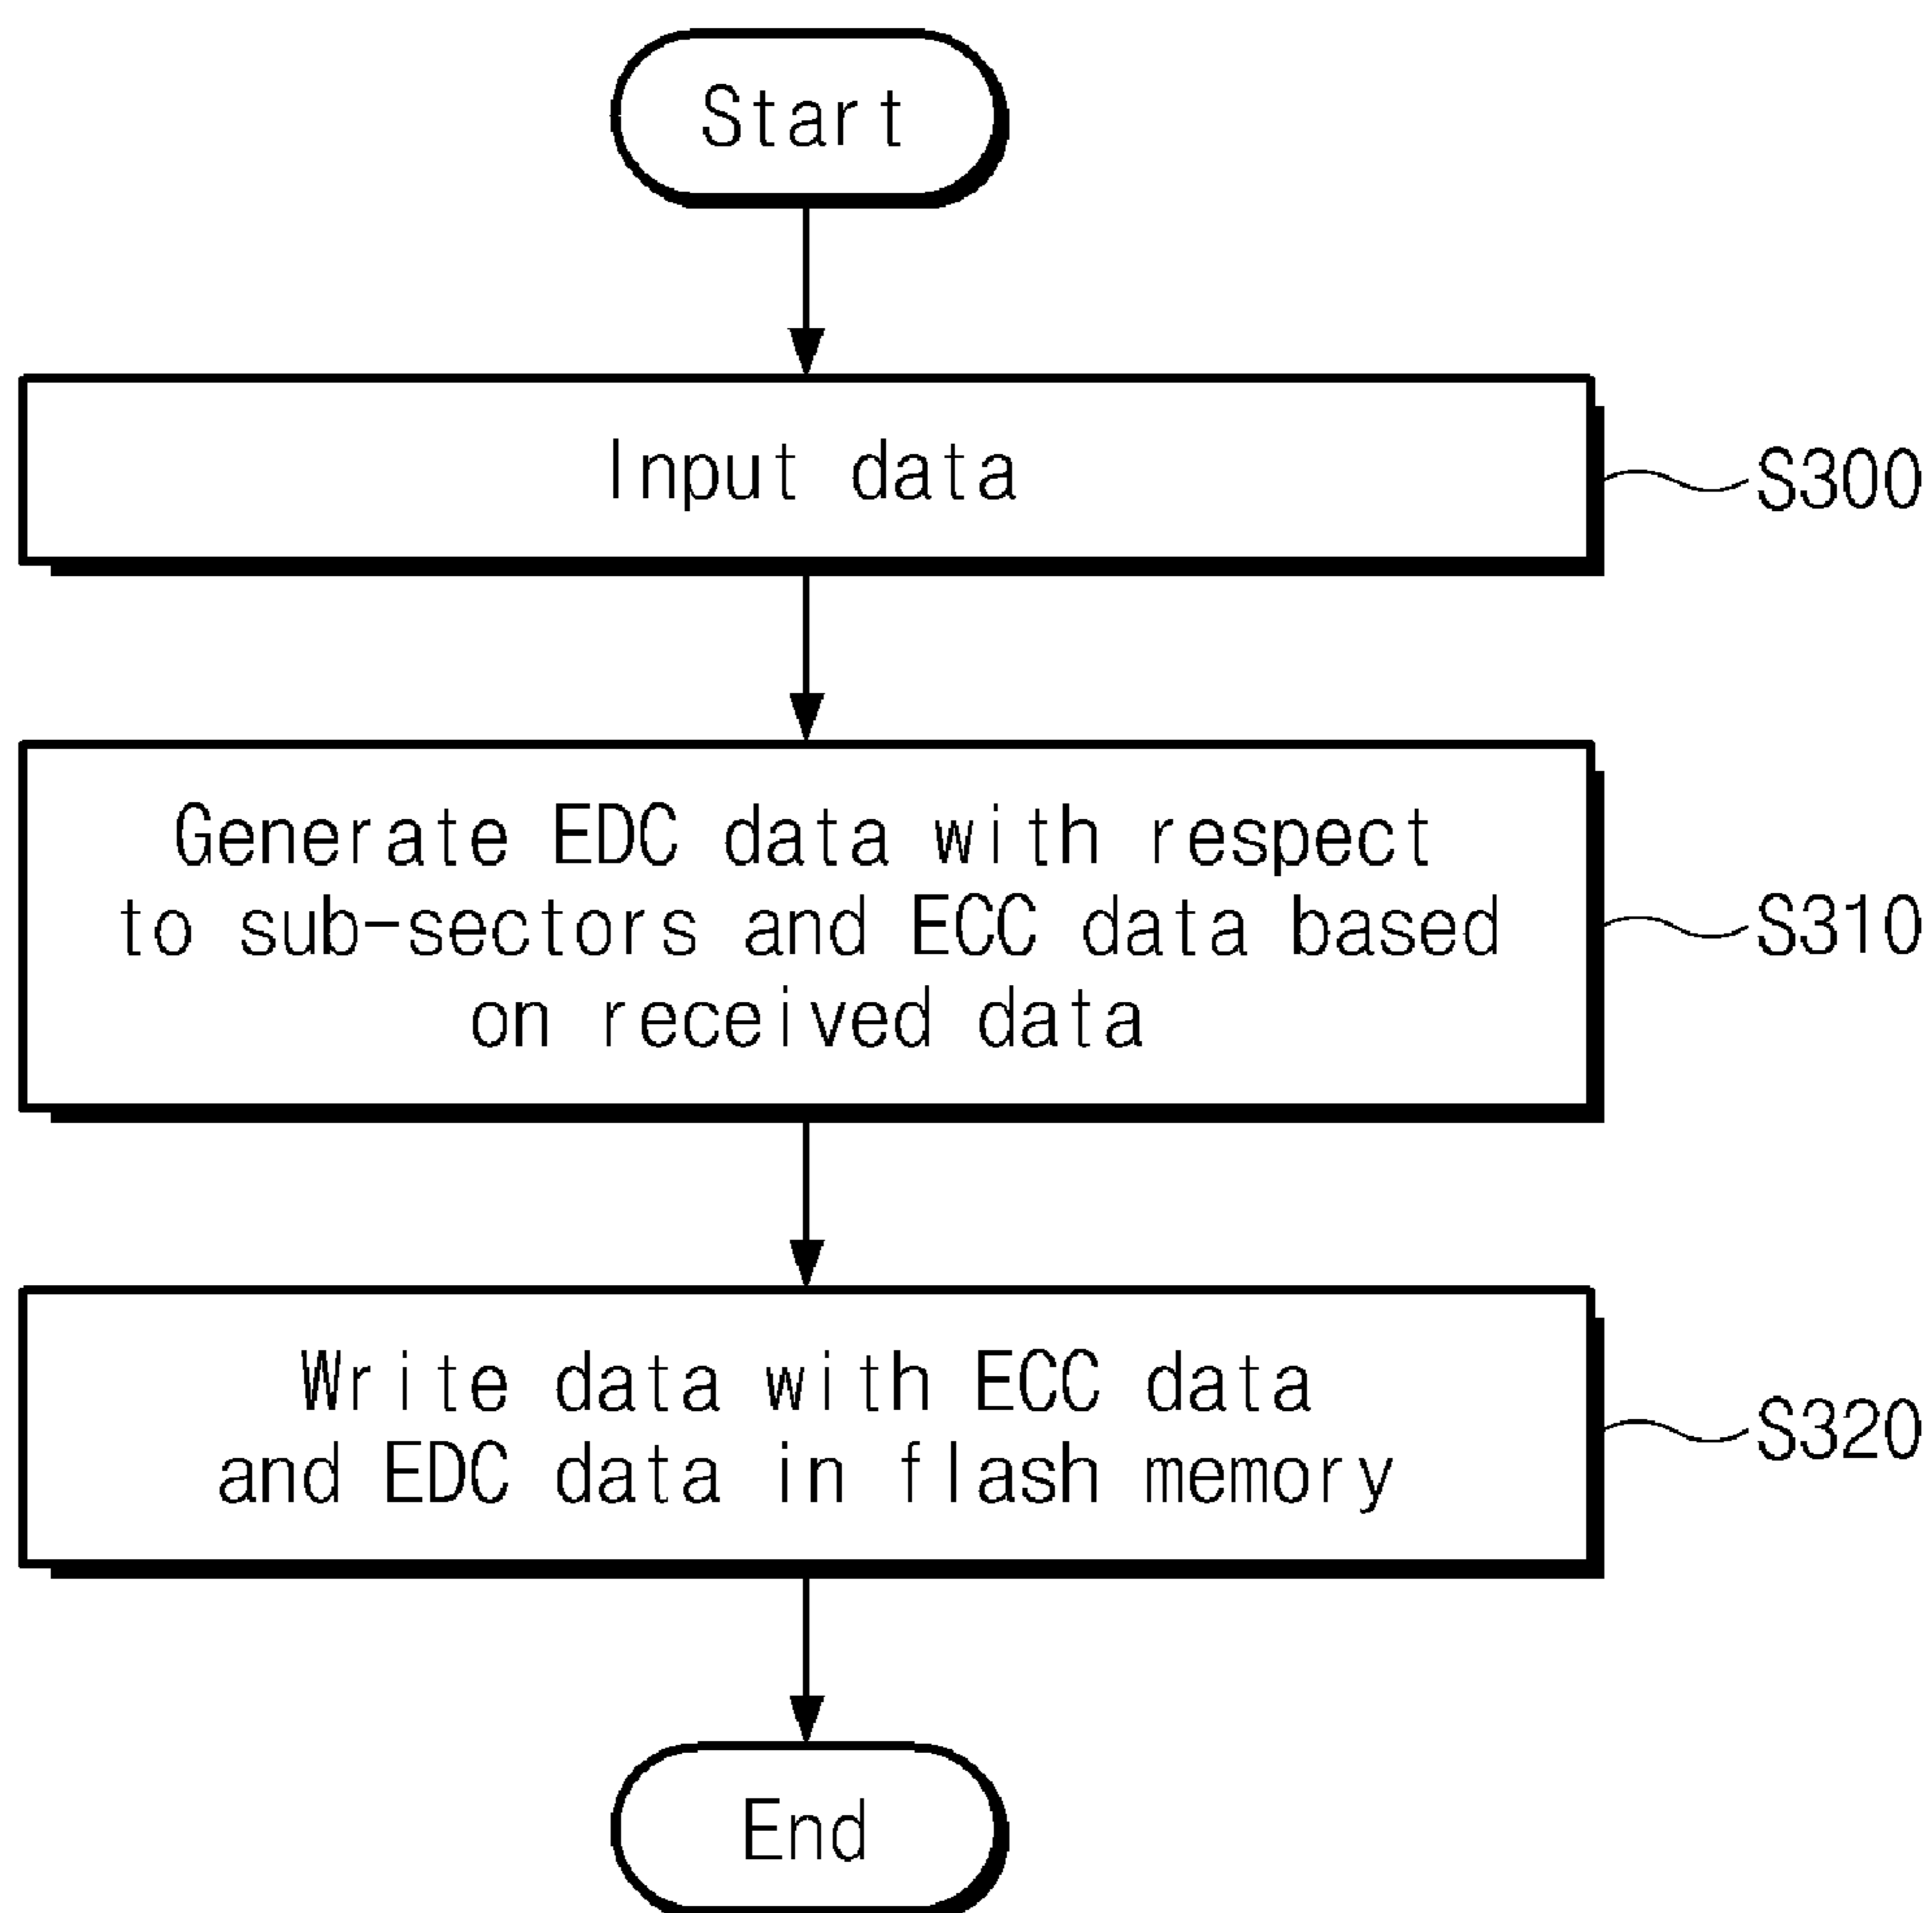 Start
Input data
S300
Generate EDC data with respect
to sub-sectors and ECC data based
on received data
S310
Write data with ECC data
and EDC data in flash memory
S320
End